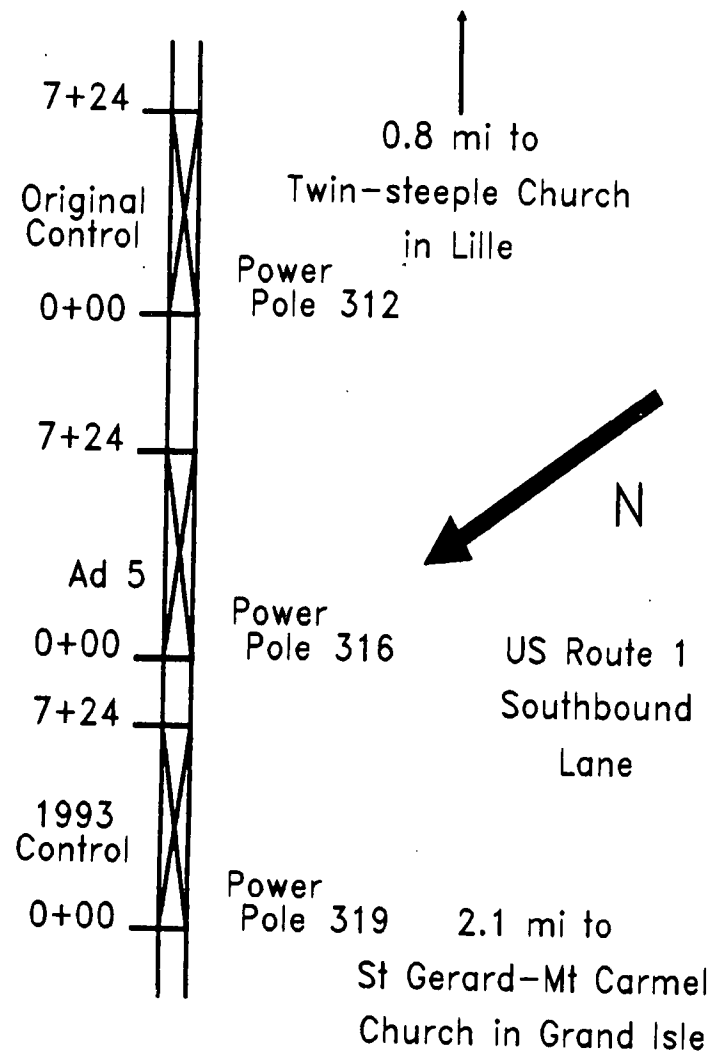 7+24
0.8 mi to
Twin-steeple Church
in Lille
Original
Control
Power
Pole 312
0+00
7+24
N
Ad 5
Power
Pole 316
0+00
US Route 1
Southbound
Lane
7+24
1993
Control
Power
Pole 319
0+00
2.1 mi to
St Gerard-Mt Carmel
Church in Grand Isle